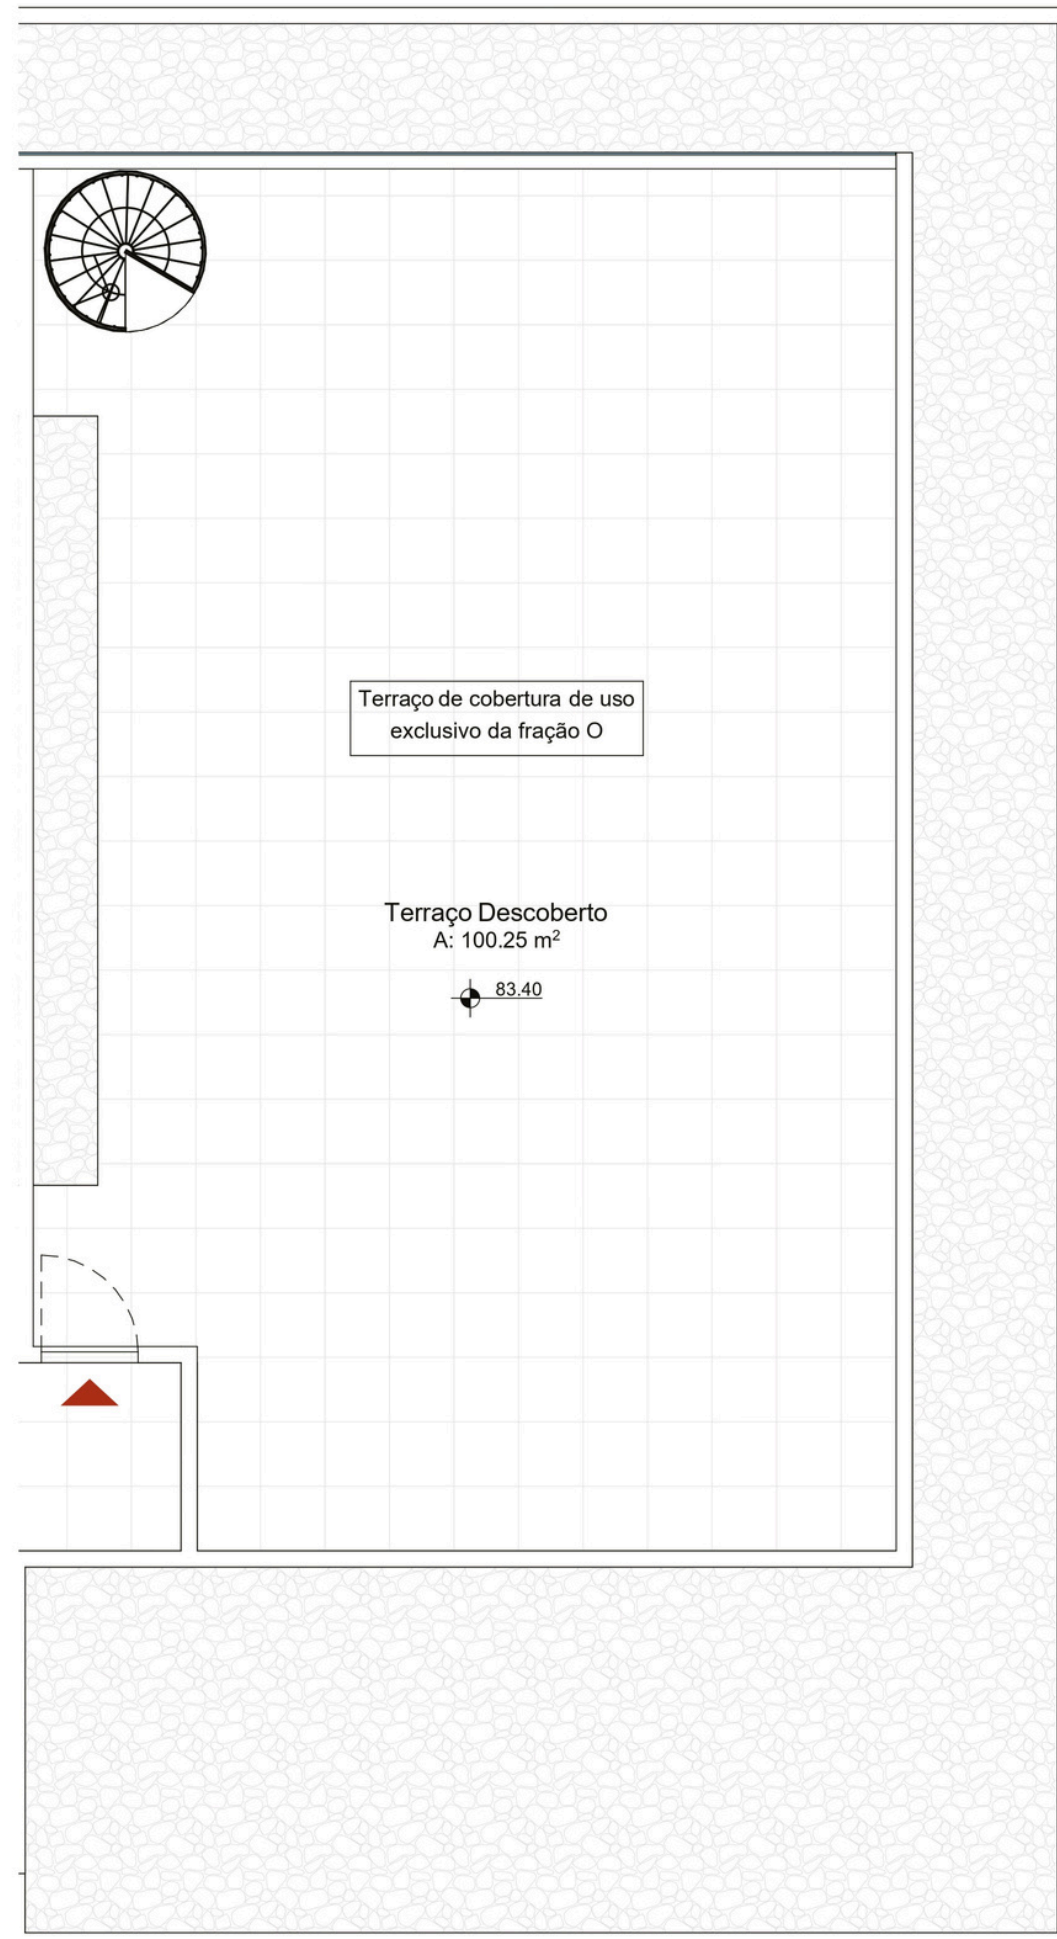 Terraço de cobertura de uso
exclusivo da fração O
Terraço Descoberto
A: 100.25 m²
83.40